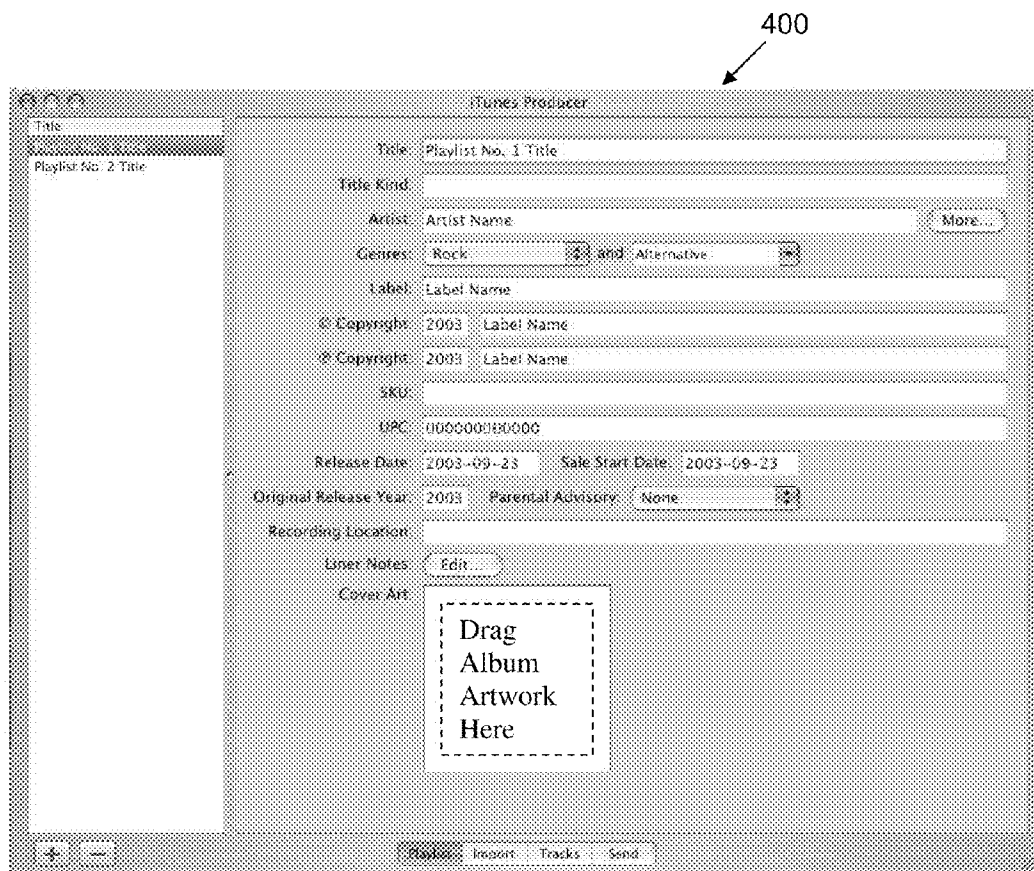 400
iTunes Producer
Title
Playlist No. 2 Title
Title: Playlist No. 1 Title
Title Kind:
Artist: Artist Name More...
Genres: Rock and Alternative
Label: Label Name
© Copyright: 2003 Label Name
℗ Copyright: 2003 Label Name
SKU:
UPC: 000000000000
Release Date: 2003-09-23 Sale Start Date: 2003-09-23
Original Release Year: 2003 Parental Advisory: None
Recording Location:
Liner Notes: Edit...
Cover Art:
Drag
Album
Artwork
Here
+ −
Playlist Import Tracks Send